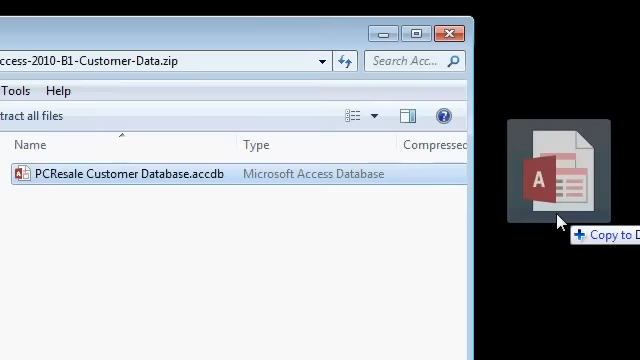 ccess-2010-B1-Customer-Data.zip
Search Acc...
Tools Help
tract all files
Name Type Compressed
PCResale Customer Database.accdb Microsoft Access Database
A
Copy to D